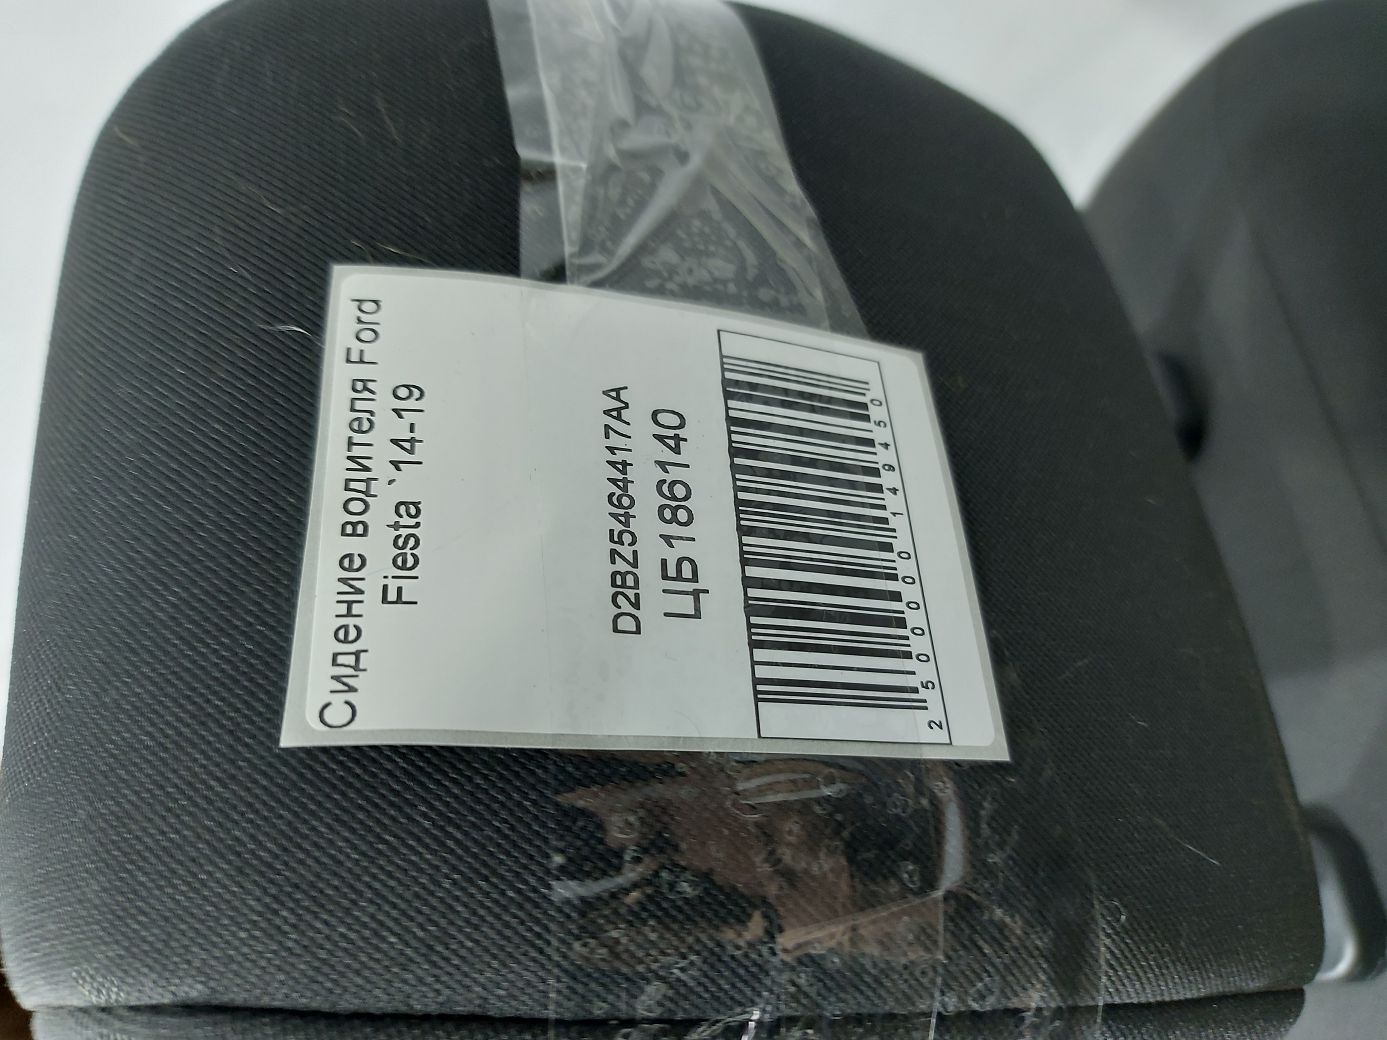 Сидение водителя Ford
Fiesta `14-19
D2BZ5464417AA
ЦБ186140
2500000149450